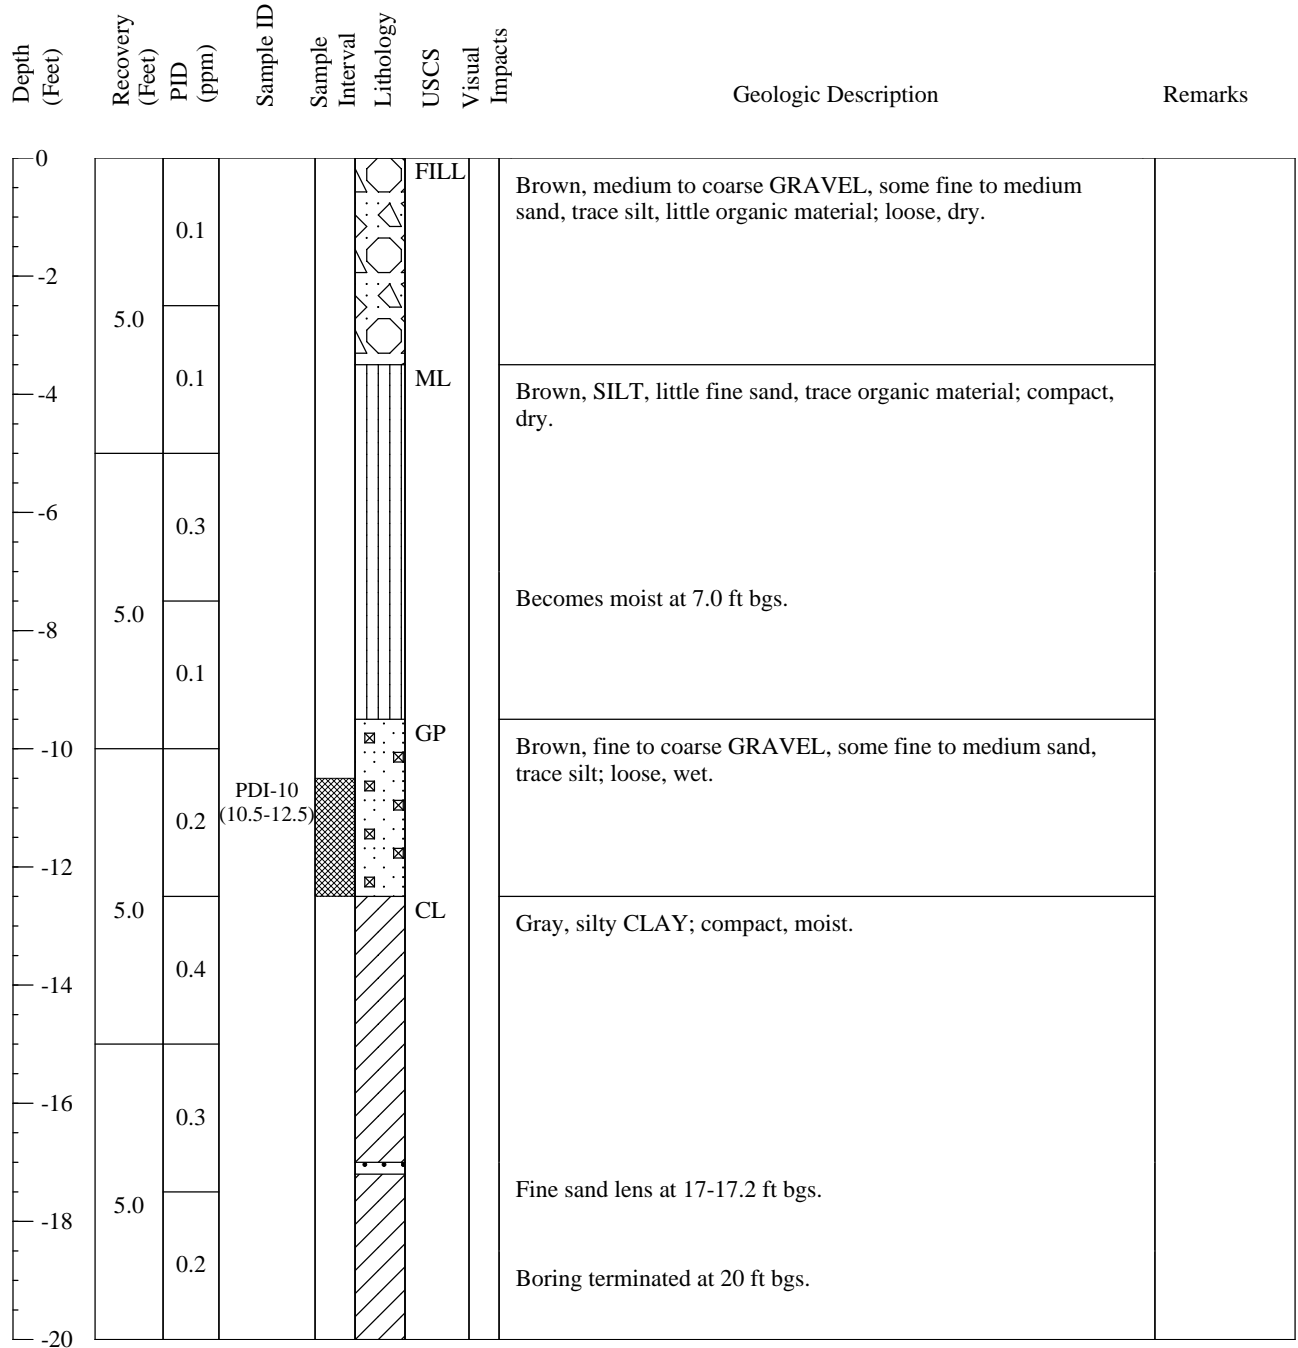 Depth
(Feet)
Recovery
(Feet)
PID
(ppm)
Sample ID
Sample
Interval
Lithology
USCS
Visual
Impacts
Geologic Description
Remarks
0
FILL
Brown, medium to coarse GRAVEL, some fine to medium
sand, trace silt, little organic material; loose, dry.
0.1
-2
5.0
0.1
ML
-4
Brown, SILT, little fine sand, trace organic material; compact,
dry.
-6
0.3
Becomes moist at 7.0 ft bgs.
5.0
-8
0.1
GP
-10
Brown, fine to coarse GRAVEL, some fine to medium sand,
trace silt; loose, wet.
PDI-10
(10.5-12.5)
0.2
-12
5.0
CL
Gray, silty CLAY; compact, moist.
0.4
-14
-16
0.3
Fine sand lens at 17-17.2 ft bgs.
5.0
-18
0.2
Boring terminated at 20 ft bgs.
-20